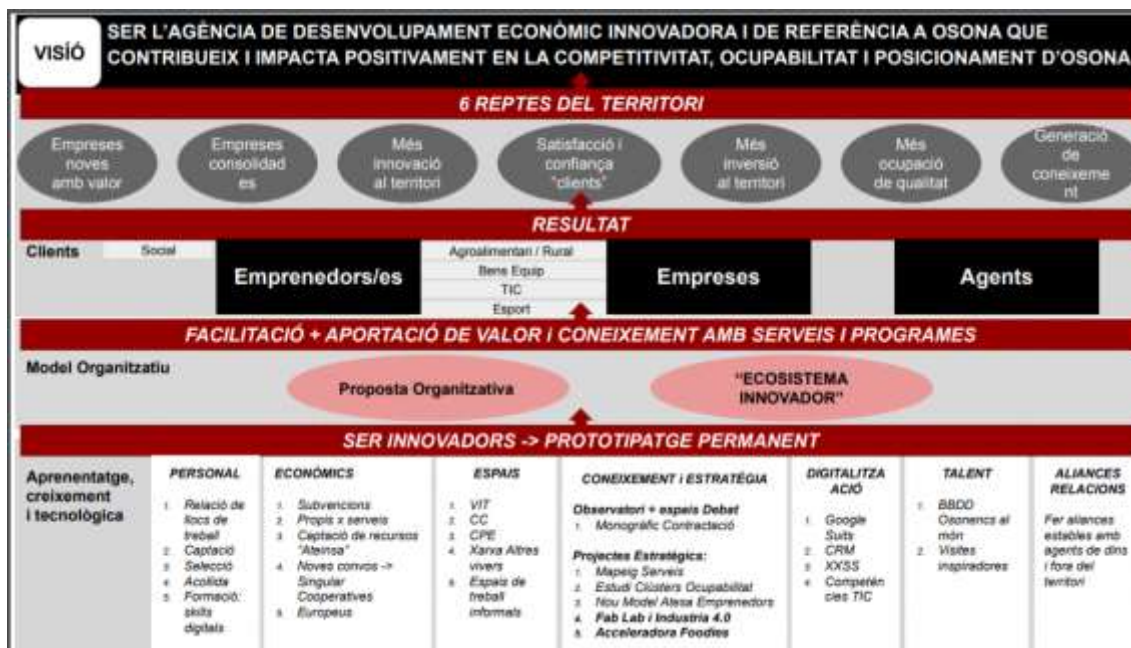 VISIÓ
SER L'AGÈNCIA DE DESENVOLUPAMENT ECONÒMIC INNOVADORA I DE REFERÈNCIA A OSONA QUE
CONTRIBUEIX I IMPACTA POSITIVAMENT EN LA COMPETITIVITAT, OCUPABILITAT I POSICIONAMENT D'OSONA
6 REPTES DEL TERRITORI
Empreses
noves
amb valor
Empreses
consolidad
es
Més
innovació
al territori
Satisfacció i
confiança
"clients"
Més
inversió
al territori
Més
ocupació
de qualitat
Generació
de
coneixeme
nt
RESULTAT
Clients
Social
Emprenedors/es
Agroalimentari / Rural
Bens Equip
TIC
Esport
Empreses
Agents
FACILITACIÓ + APORTACIÓ DE VALOR i CONEIXEMENT AMB SERVEIS I PROGRAMES
Model Organitzatiu
Proposta Organitzativa
"ECOSISTEMA
INNOVADOR"
SER INNOVADORS -> PROTOTIPATGE PERMANENT
Aprenentatge,
creixement
i tecnològica
PERSONAL
1. Relació de
llocs de
treball
2. Captació
3. Selecció
4. Acollida
5. Formació:
skills
digitals
ECONÒMICS
1. Subvencions
2. Propis x serveis
3. Captació de recursos
"Ateinsa"
4. Noves convos ->
Singular
Cooperatives
5. Europeus
ESPAIS
1. VIT
2. CC
3. CPE
4. Xarxa Altres
vivers
5. Espais de
treball
informals
CONEIXEMENT i ESTRATÉGIA
Observatori + espais Debat
1. Monogràfic Contractació
Projectes Estratègics:
1. Mapeig Serveis
2. Estudi Clústers Ocupabilitat
3. Nou Model Atesa Emprenedors
4. Fab Lab i Industria 4.0
5. Acceleradora Foodies
DIGITALITZA
ACIÓ
1. Google
Suits
2. CRM
3. XXSS
4. Competèn
cies TIC
TALENT
1. BBDD
Osonencs al
món
2. Visites
inspiradores
ALIANCES
RELACIONS
Fer aliances
estables amb
agents de dins
i fora del
territori